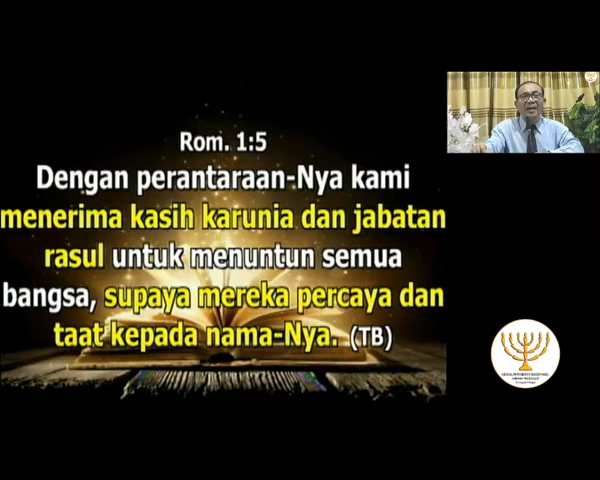 Rom. 1:5
Dengan perantaraan-Nya kami
menerima kasih karunia dan jabatan
rasul untuk menuntun semua
bangsa, supaya mereka percaya dan
taat kepada nama-Nya. (TB)